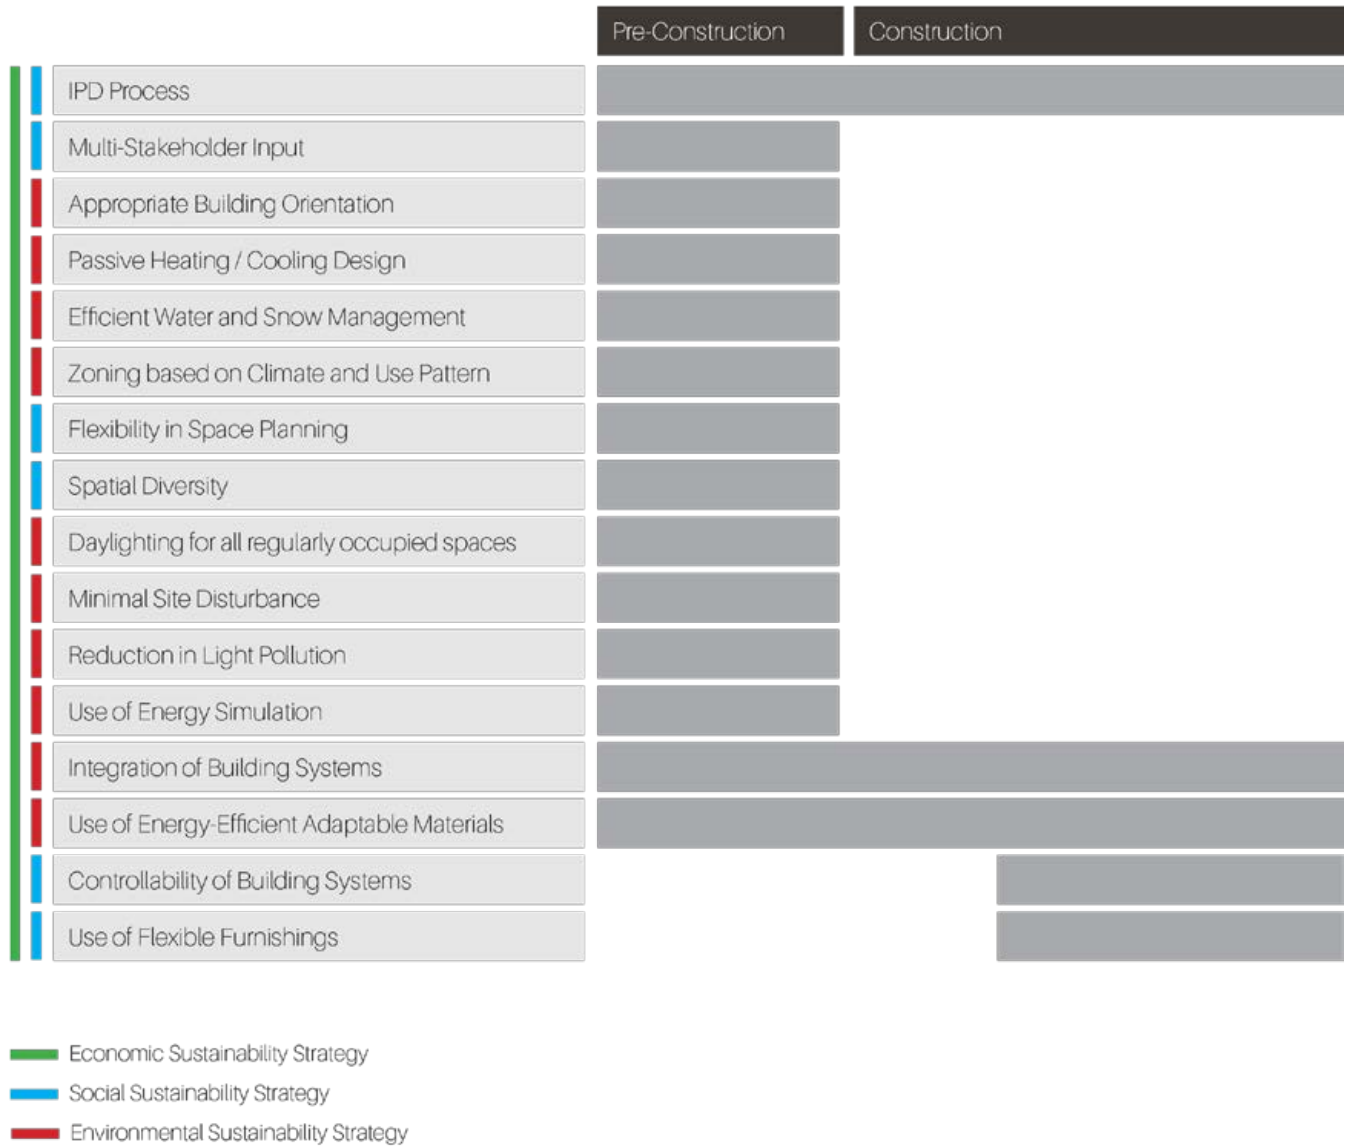 Pre-Construction
Construction
IPD Process
Multi-Stakeholder Input
Appropriate Building Orientation
Passive Heating / Cooling Design
Efficient Water and Snow Management
Zoning based on Climate and Use Pattern
Flexibility in Space Planning
Spatial Diversity
Daylighting for all regularly occupied spaces
Minimal Site Disturbance
Reduction in Light Pollution
Use of Energy Simulation
Integration of Building Systems
Use of Energy-Efficient Adaptable Materials
Controllability of Building Systems
Use of Flexible Furnishings
Economic Sustainability Strategy
Social Sustainability Strategy
Environmental Sustainability Strategy